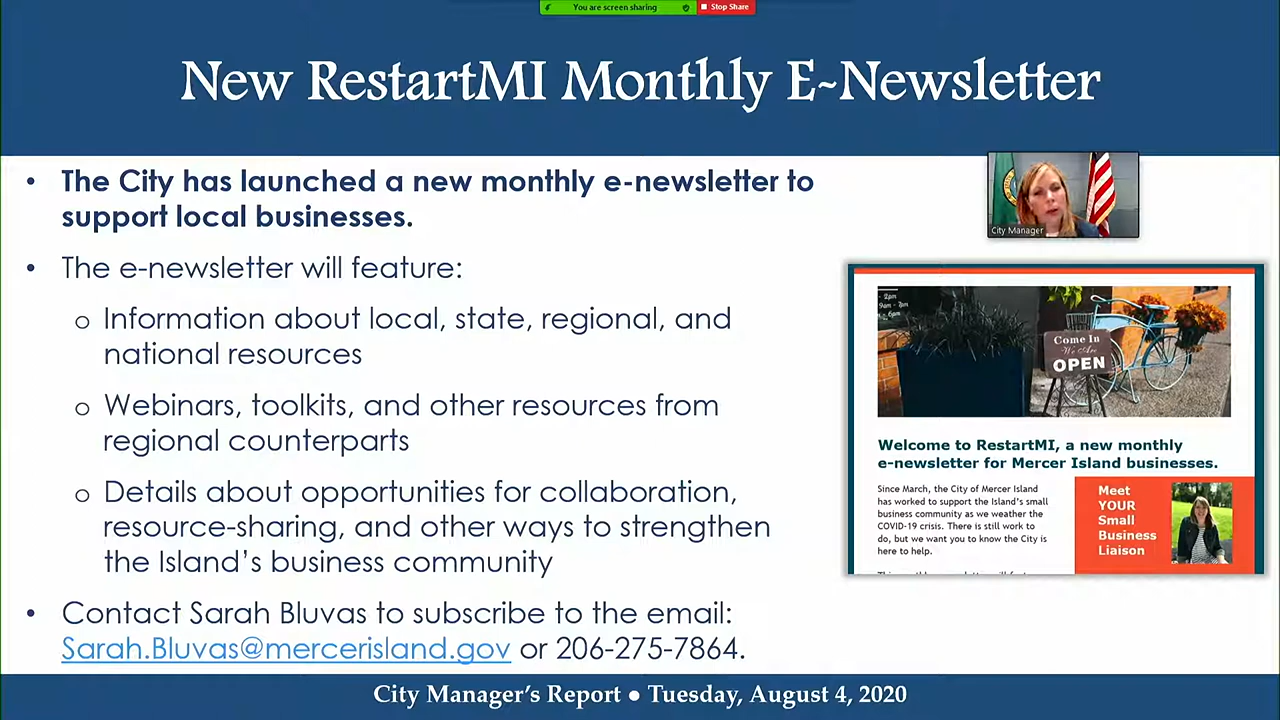 You are screen sharing
Stop Share
New RestartMI Monthly E-Newsletter
• The City has launched a new monthly e-newsletter to
support local businesses.
• The e-newsletter will feature:
o Information about local, state, regional, and
national resources
o Webinars, toolkits, and other resources from
regional counterparts
o Details about opportunities for collaboration,
resource-sharing, and other ways to strengthen
the Island's business community
• Contact Sarah Bluvas to subscribe to the email:
Sarah.Bluvas@mercerisland.gov or 206-275-7864.
City Manager
Come In
We Are
OPEN
Welcome to RestartMI, a new monthly
e-newsletter for Mercer Island businesses.
Since March, the City of Mercer Island
has worked to support the Island's small
business community as we weather the
COVID-19 crisis. There is still work to
do, but we want you to know the City is
here to help.
Meet
YOUR
Small
Business
Liaison
City Manager's Report ● Tuesday, August 4, 2020